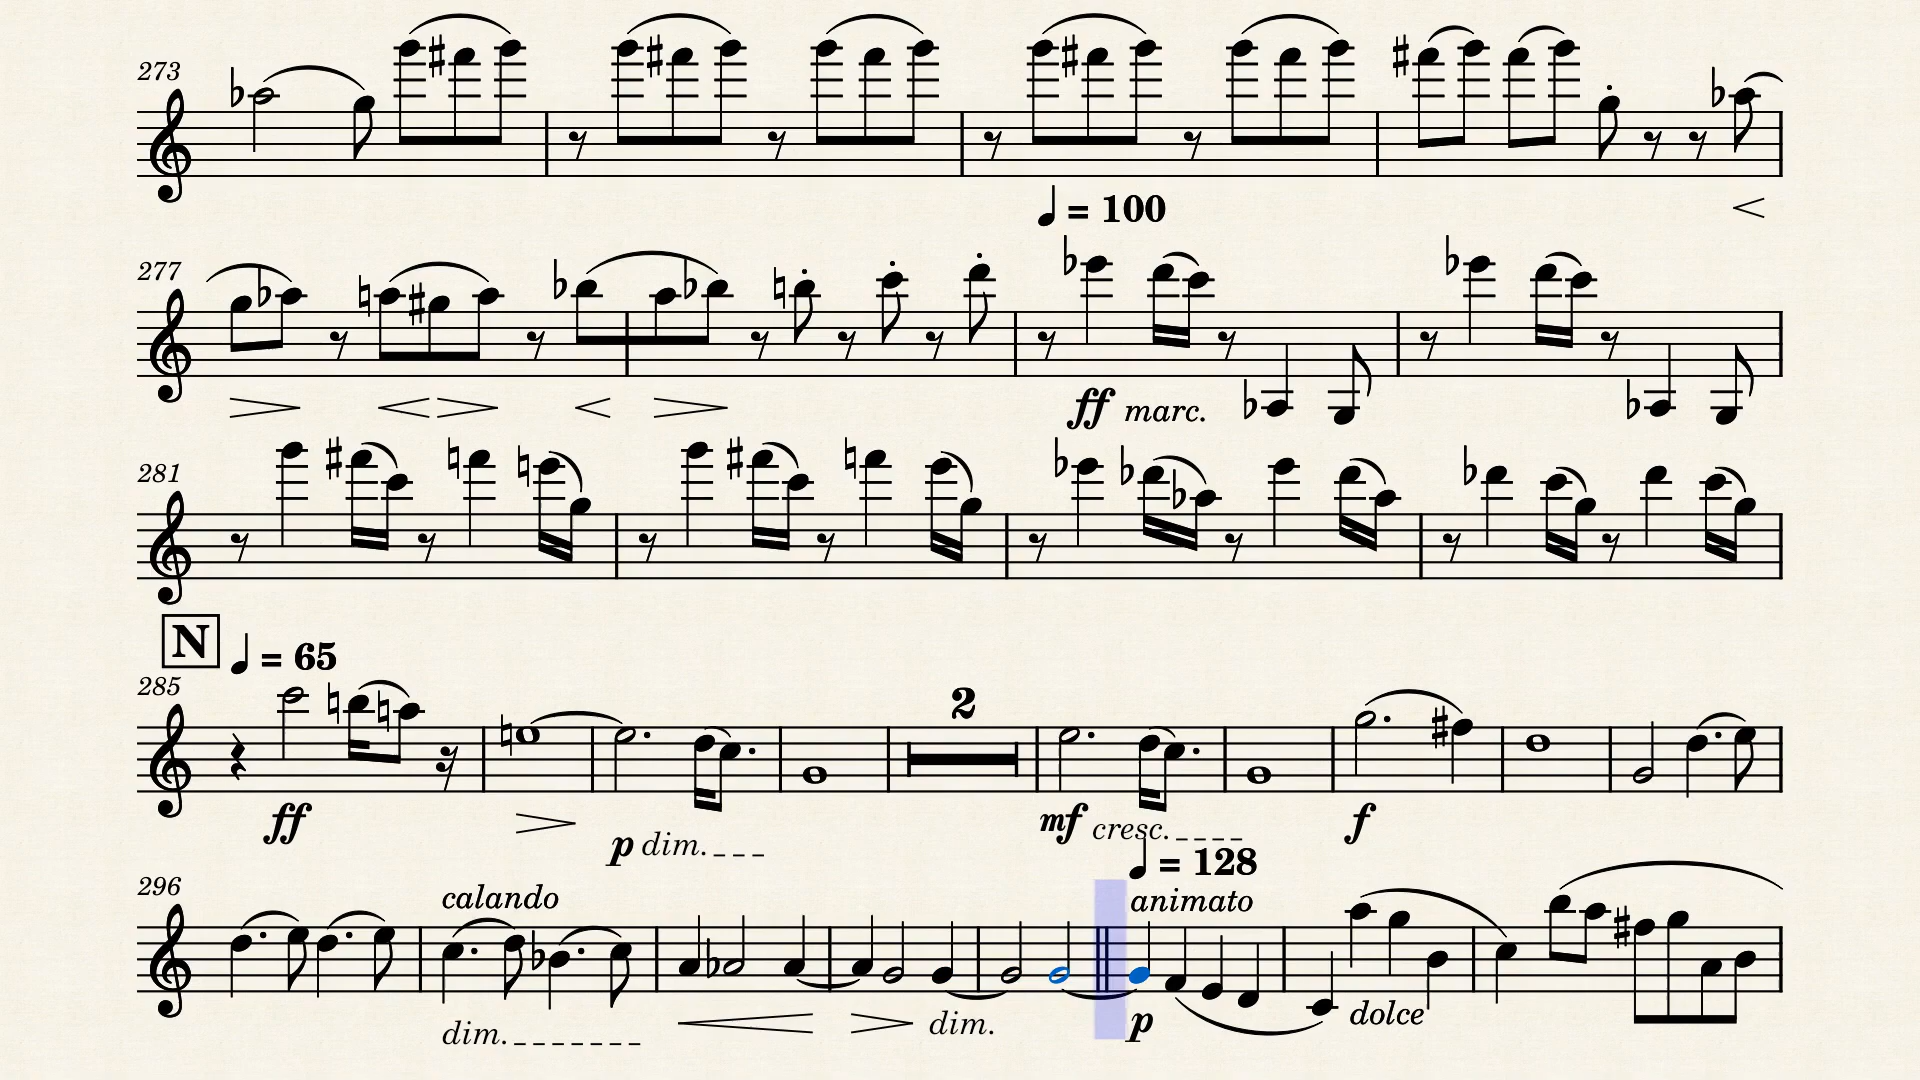 273
♩ = 100
277
ff marc.
281
N ♩ = 65
285
2
ff
p dim.
mf cresc.
f
♩ = 128
296
calando
animato
dim.
dim.
p
dolce